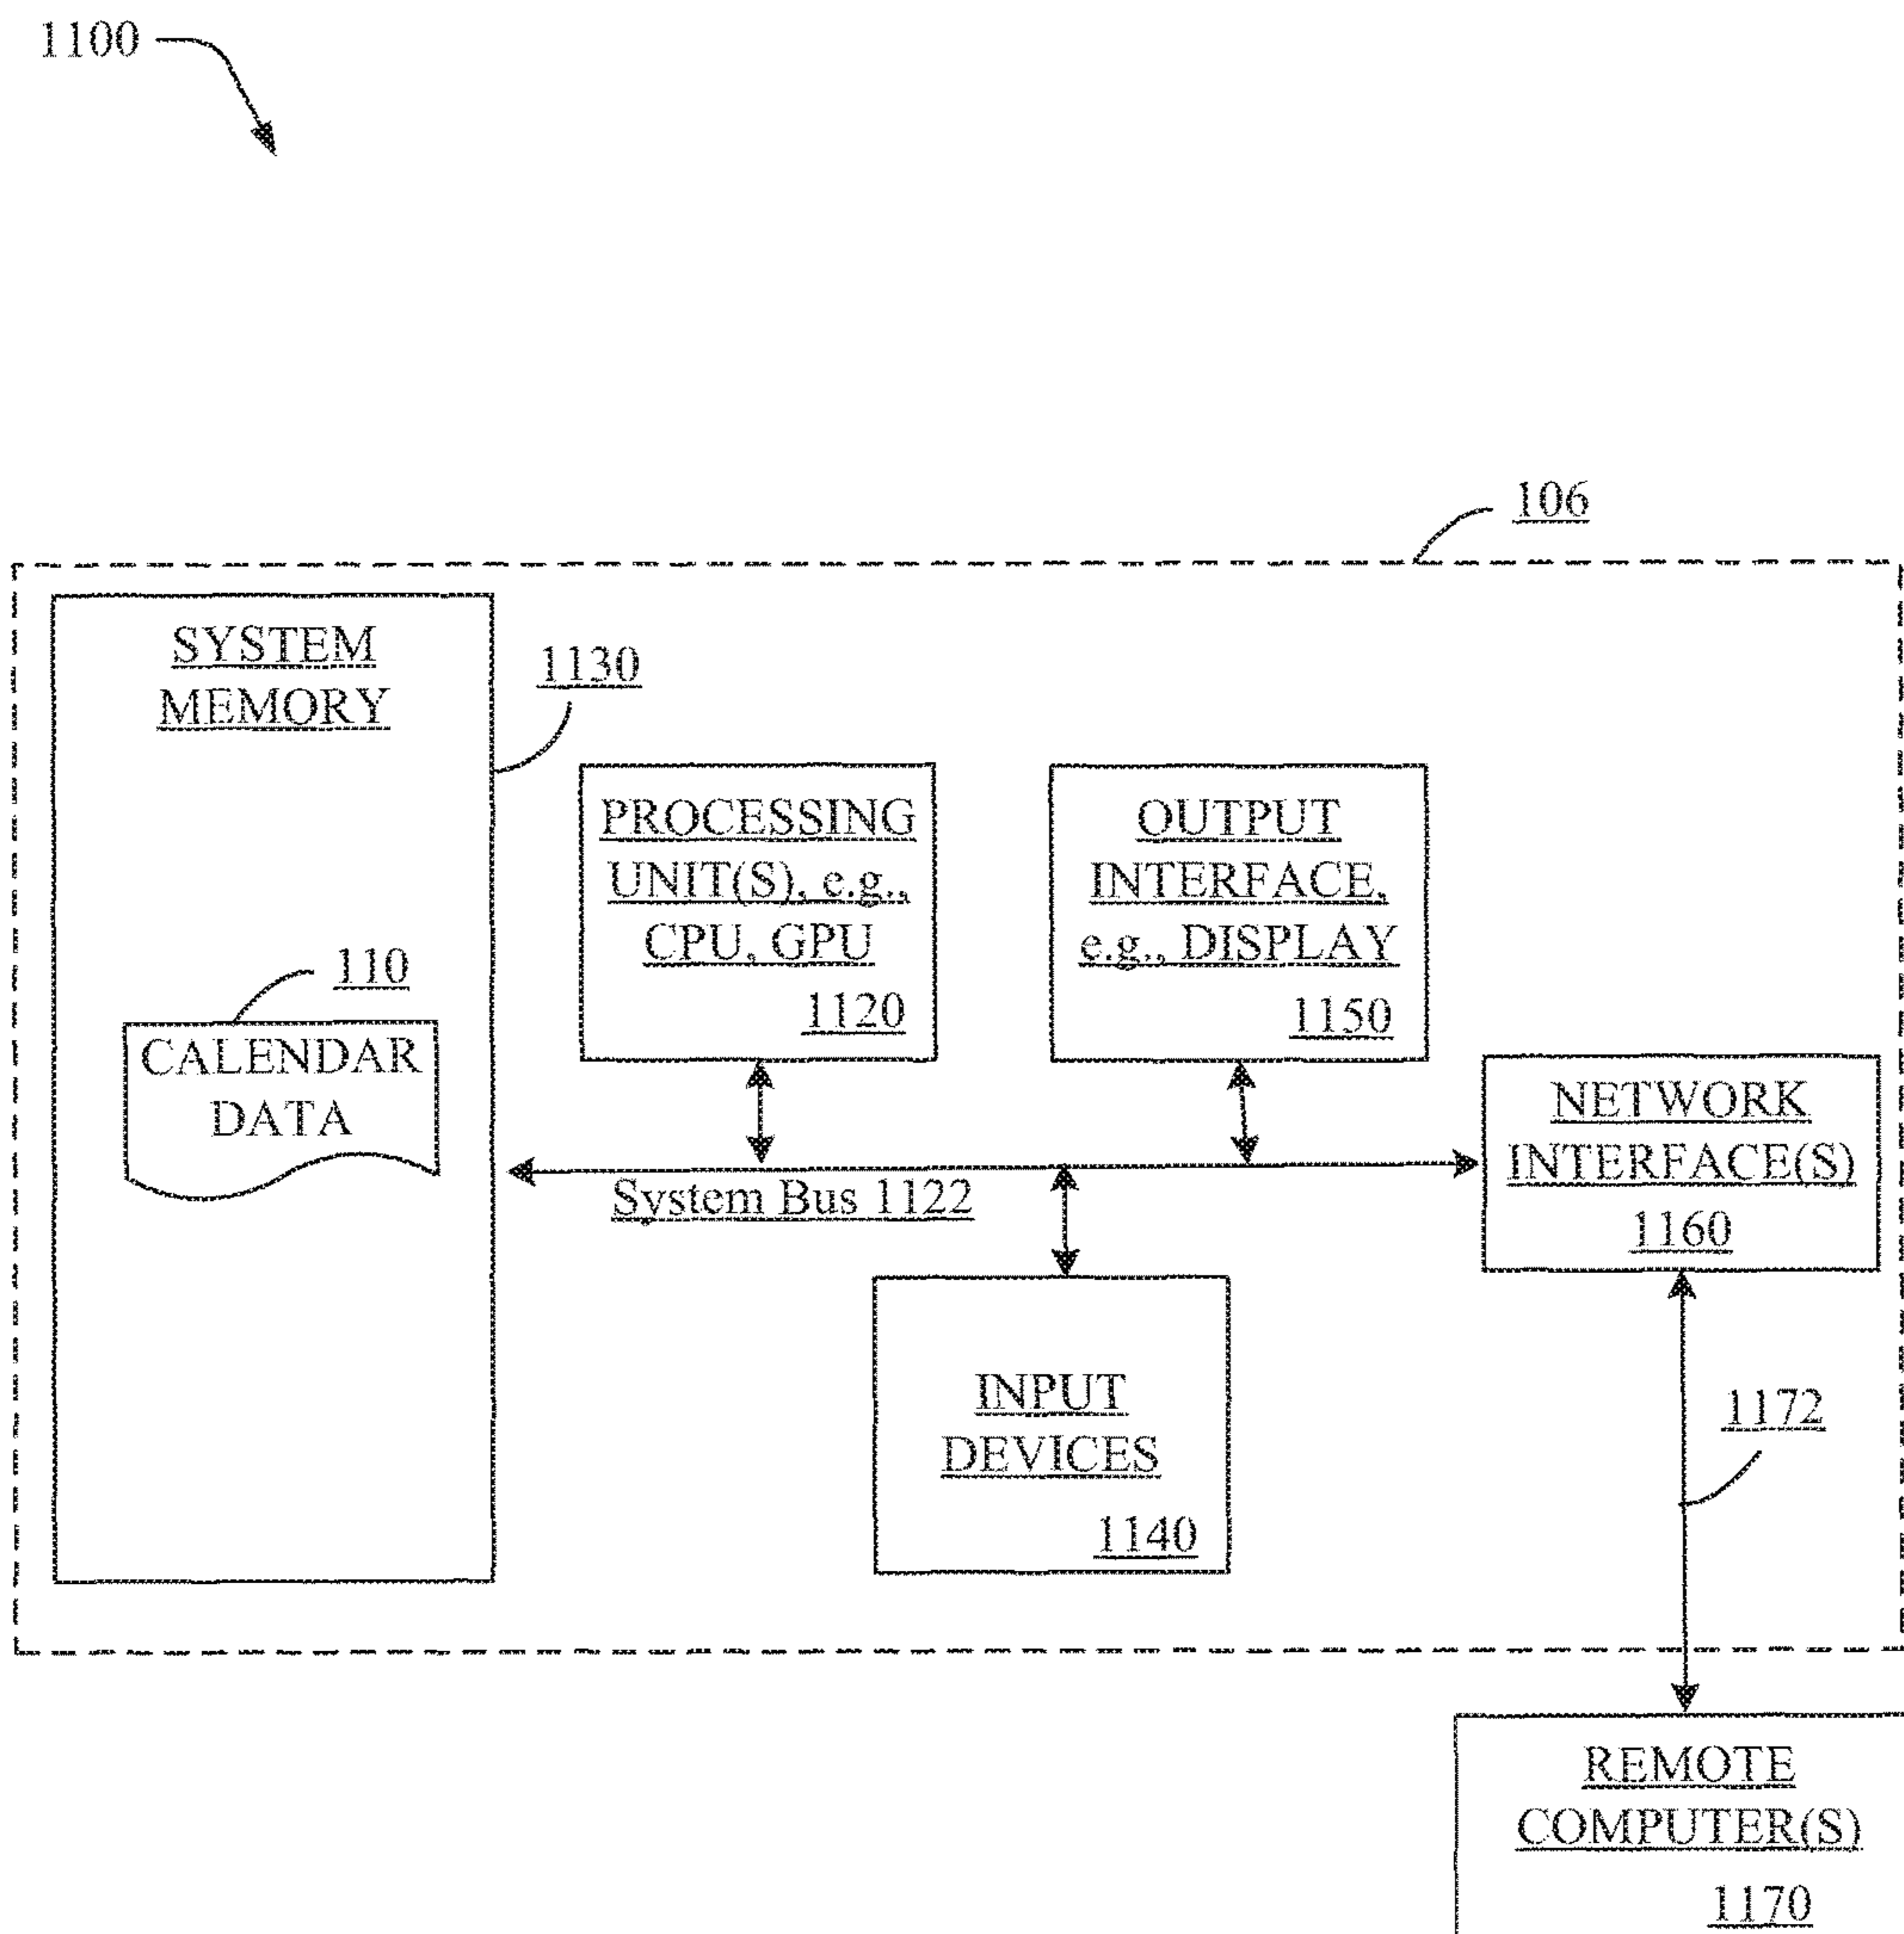 1100
106
SYSTEM
MEMORY
1130
PROCESSING
UNIT(S), e.g.,
CPU, GPU
1120
OUTPUT
INTERFACE,
e.g., DISPLAY
1150
110
CALENDAR
DATA
NETWORK
INTERFACE(S)
1160
System Bus 1122
INPUT
DEVICES
1140
1172
REMOTE
COMPUTER(S)
1170